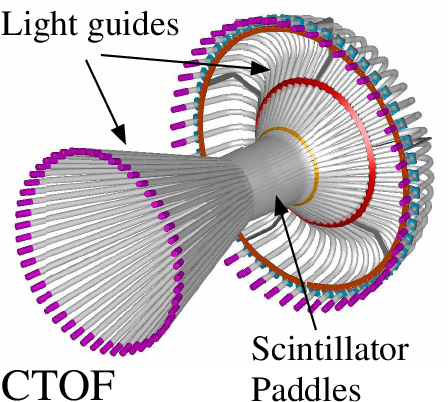 Light guides
Scintillator
Paddles
CTOF